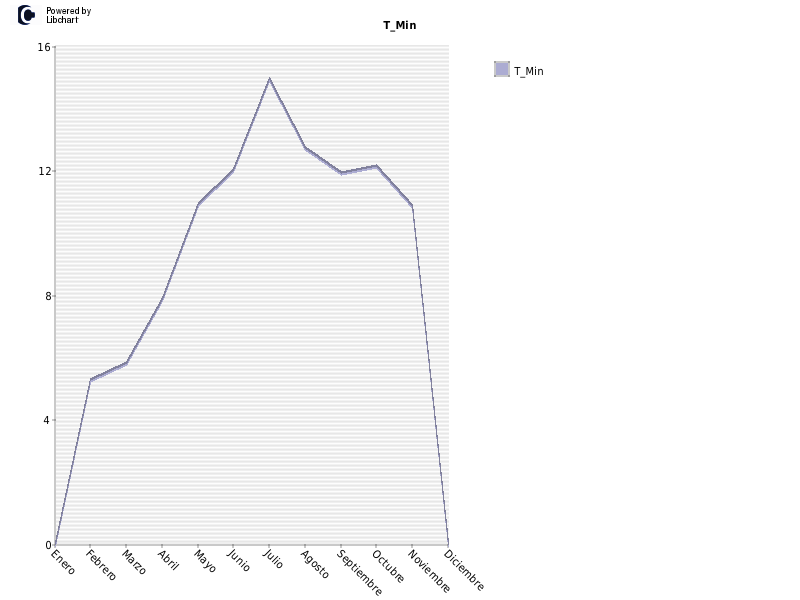 Powered by
Libchart
T_Min
16
12
8
4
0
T_Min
Enero
Febrero
Marzo
Abril
Mayo
Junio
Julio
Agosto
Septiembre
Octubre
Noviembre
Diciembre